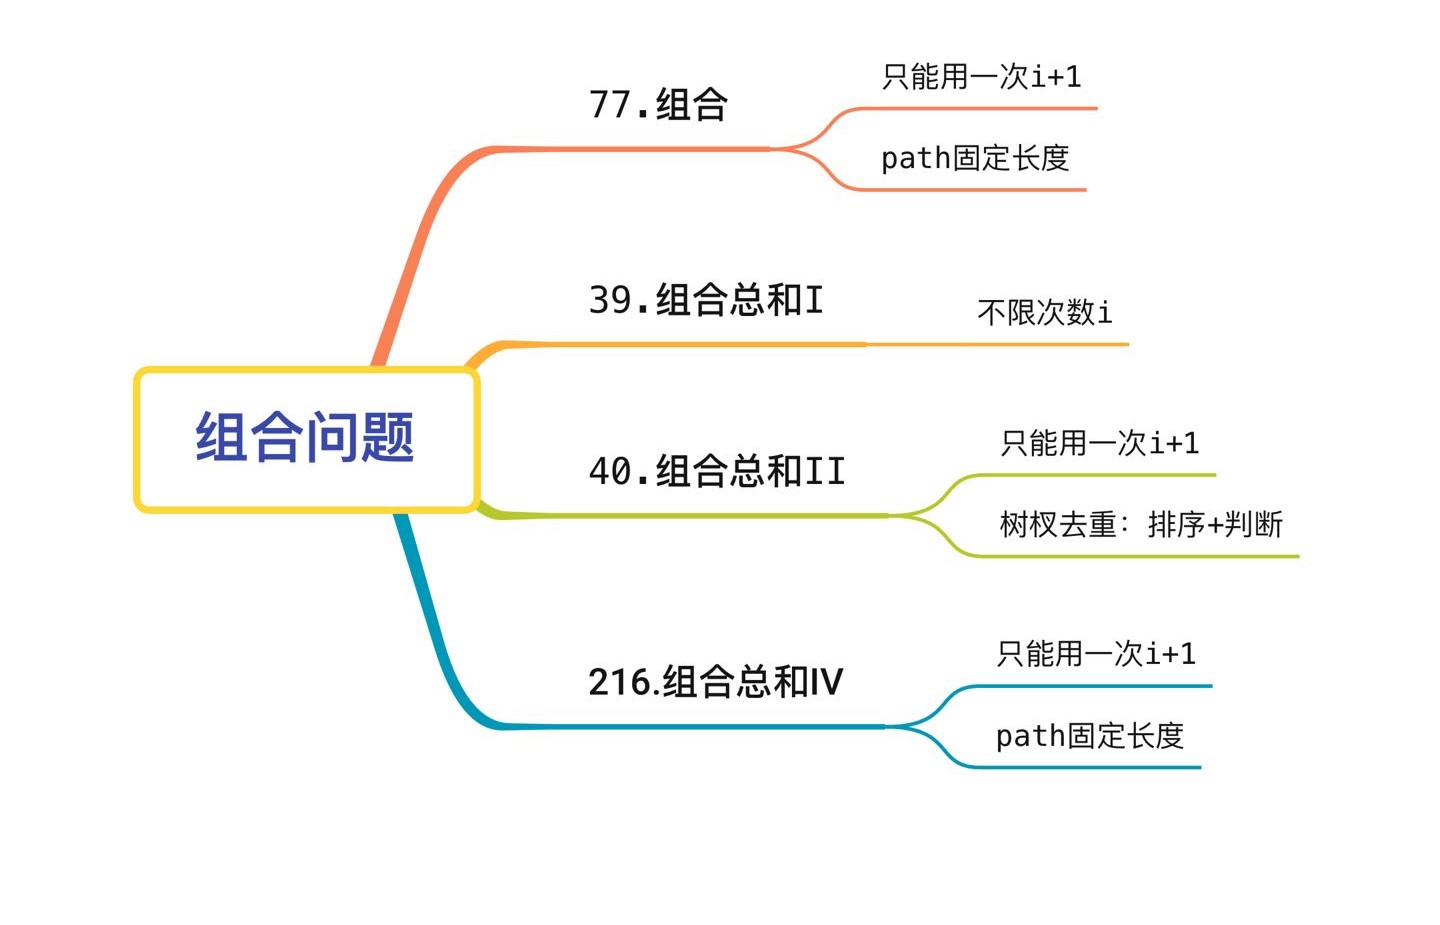 组合问题
77.组合
只能用一次i+1
path固定长度
39.组合总和I
不限次数i
40.组合总和II
只能用一次i+1
树杈去重：排序+判断
216.组合总和IV
只能用一次i+1
path固定长度